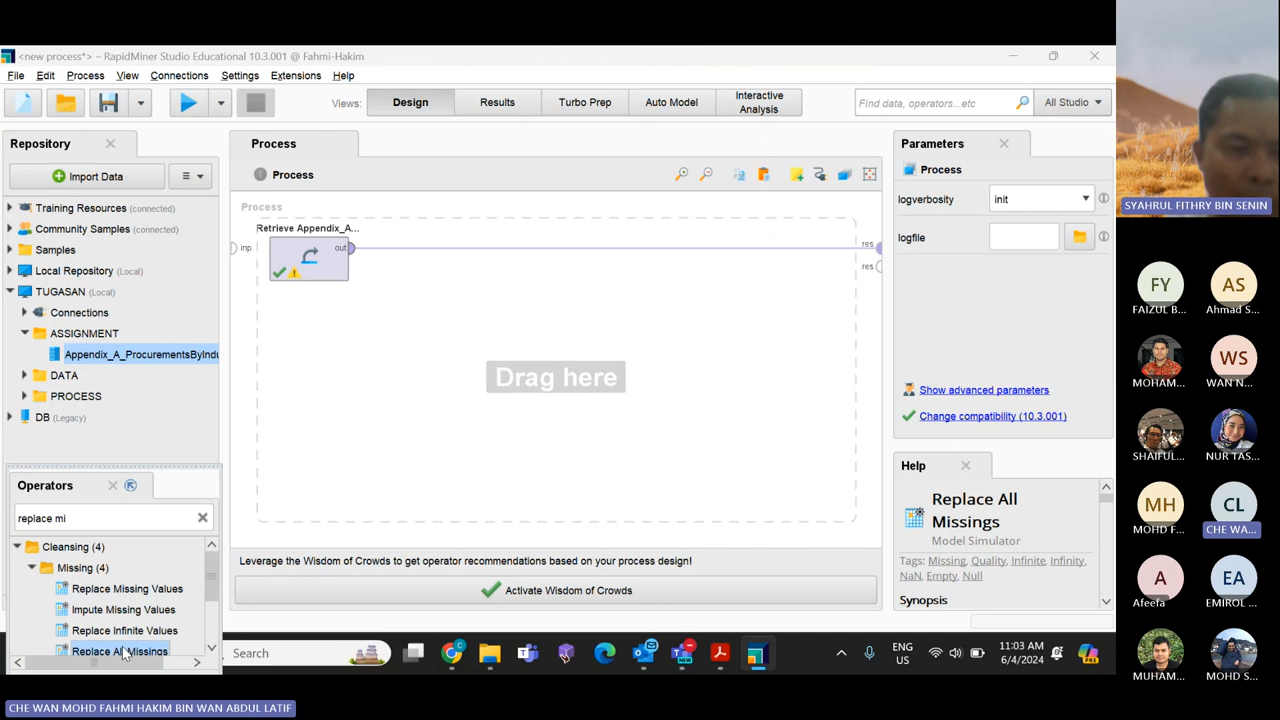 <new process*> – RapidMiner Studio Educational 10.3.001 @ Fahmi-Hakim
File Edit Process View Connections Settings Extensions Help
Views: Design Results Turbo Prep Auto Model Interactive Analysis
Find data, operators...etc All Studio
Repository
Import Data
Training Resources (connected)
Community Samples (connected)
Samples
Local Repository (Local)
TUGASAN (Local)
Connections
ASSIGNMENT
Appendix_A_ProcurementsByIndu
DATA
PROCESS
DB (Legacy)
Operators
replace mi
Cleansing (4)
Missing (4)
Replace Missing Values
Impute Missing Values
Replace Infinite Values
Replace All Missings
Process
Process
Process
Retrieve Appendix_A...
inp out res
res
Drag here
Leverage the Wisdom of Crowds to get operator recommendations based on your process design!
Activate Wisdom of Crowds
Parameters
Process
logverbosity init
logfile
Show advanced parameters
Change compatibility (10.3.001)
Help
Replace All
Missings
Model Simulator
Tags: Missing, Quality, Infinite, Infinity,
NaN, Empty, Null
Synopsis
Search
NEW
ENG
US
11:03 AM
6/4/2024
PRE
CHE WAN MOHD FAHMI HAKIM BIN WAN ABDUL LATIF
SYAHRUL FITHRY BIN SENIN
FY AS
FAIZUL B... Ahmad S...
WS
MOHAM... WAN N...
SHAIFUL... NUR TAS...
MH CL
MOHD F... CHE WA...
A EA
Afeefa EMIROL ...
MUHAM... MOHD S...